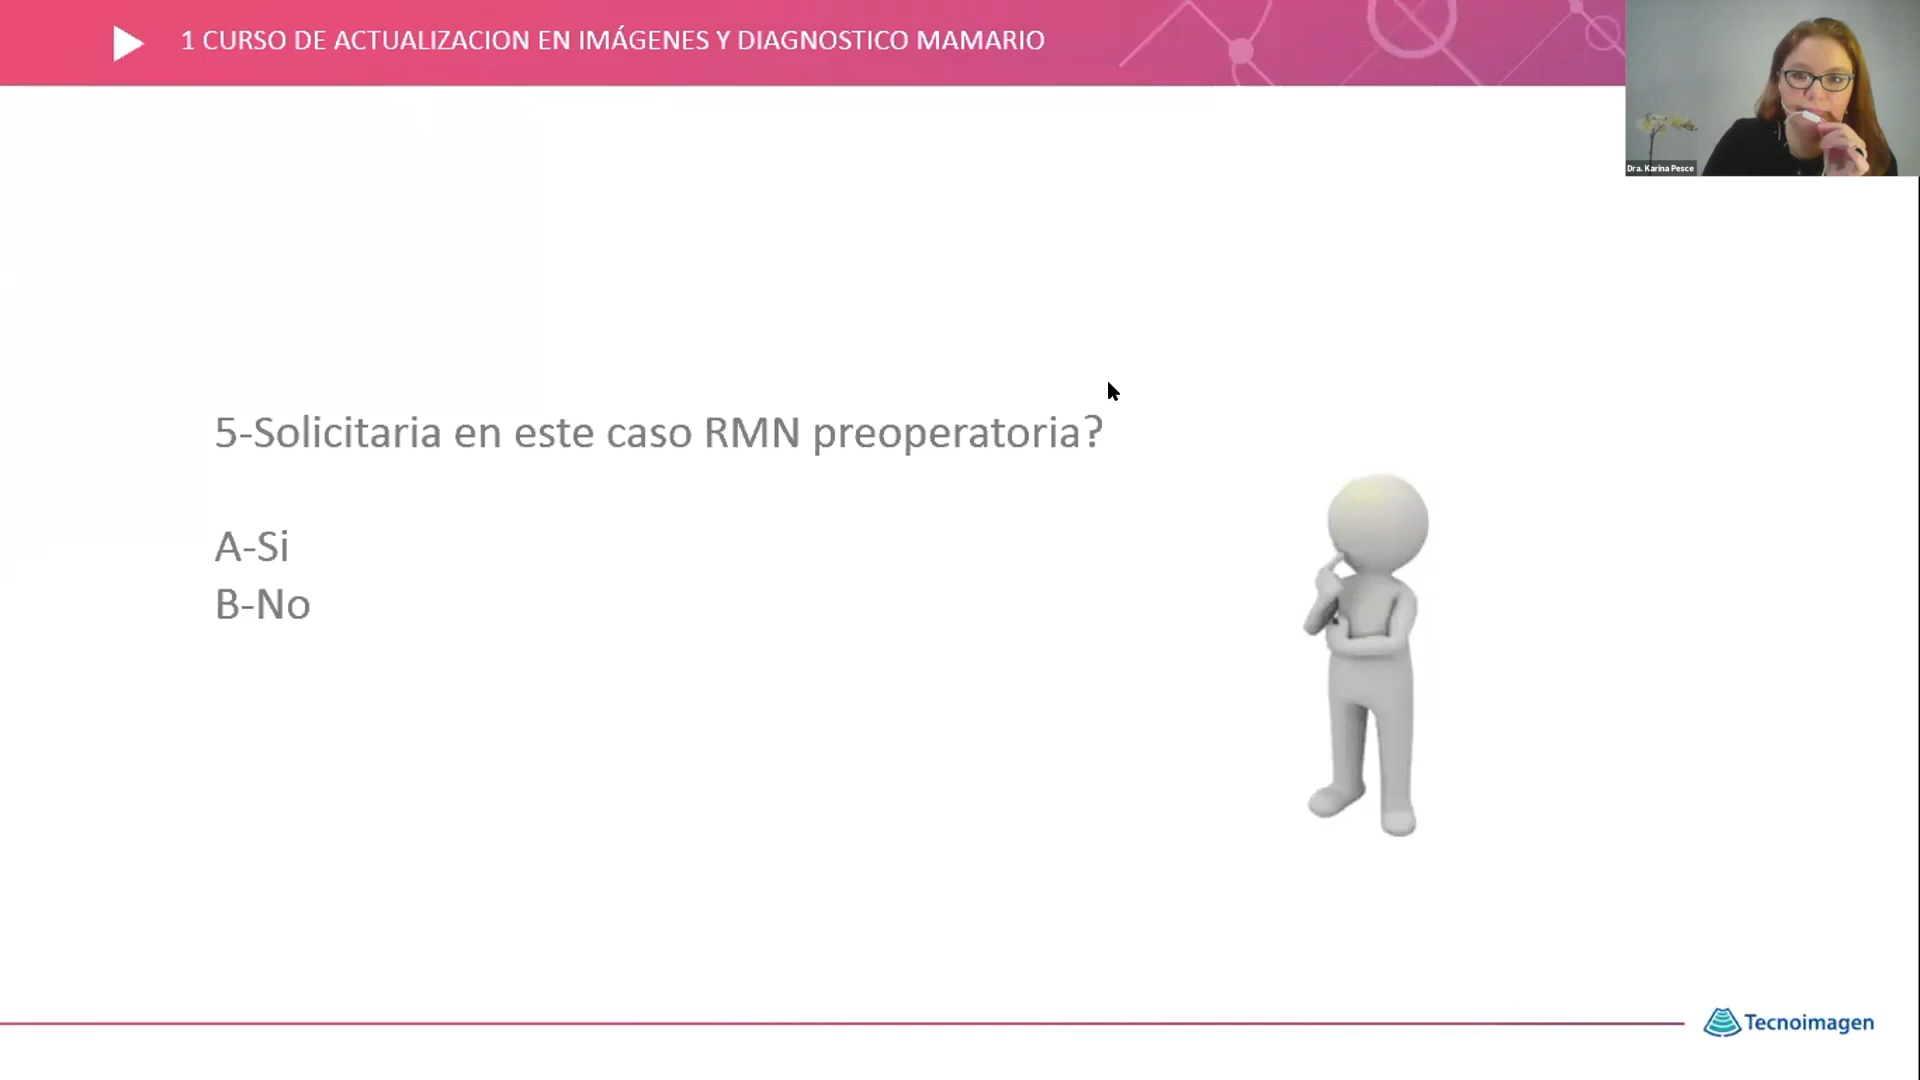 1 CURSO DE ACTUALIZACION EN IMÁGENES Y DIAGNOSTICO MAMARIO
Dra. Karina Pesce
5-Solicitaria en este caso RMN preoperatoria?
A-Si
B-No
Tecnoimagen